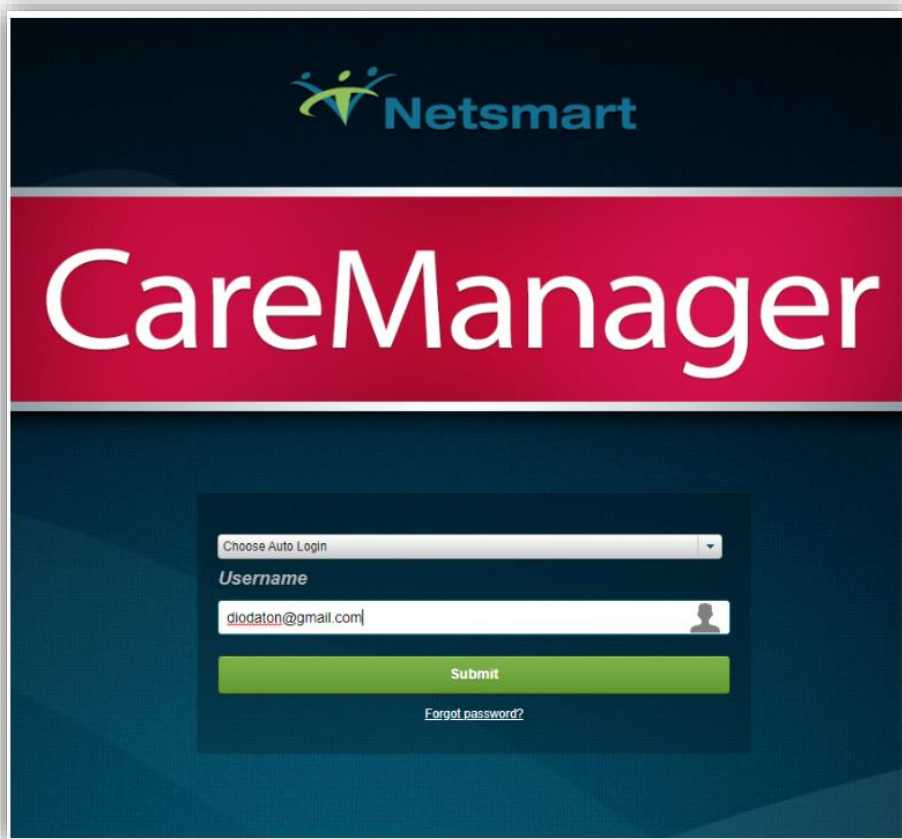 Netsmart
CareManager
Choose Auto Login
Username
diodaton@gmail.com
Submit
Forgot password?